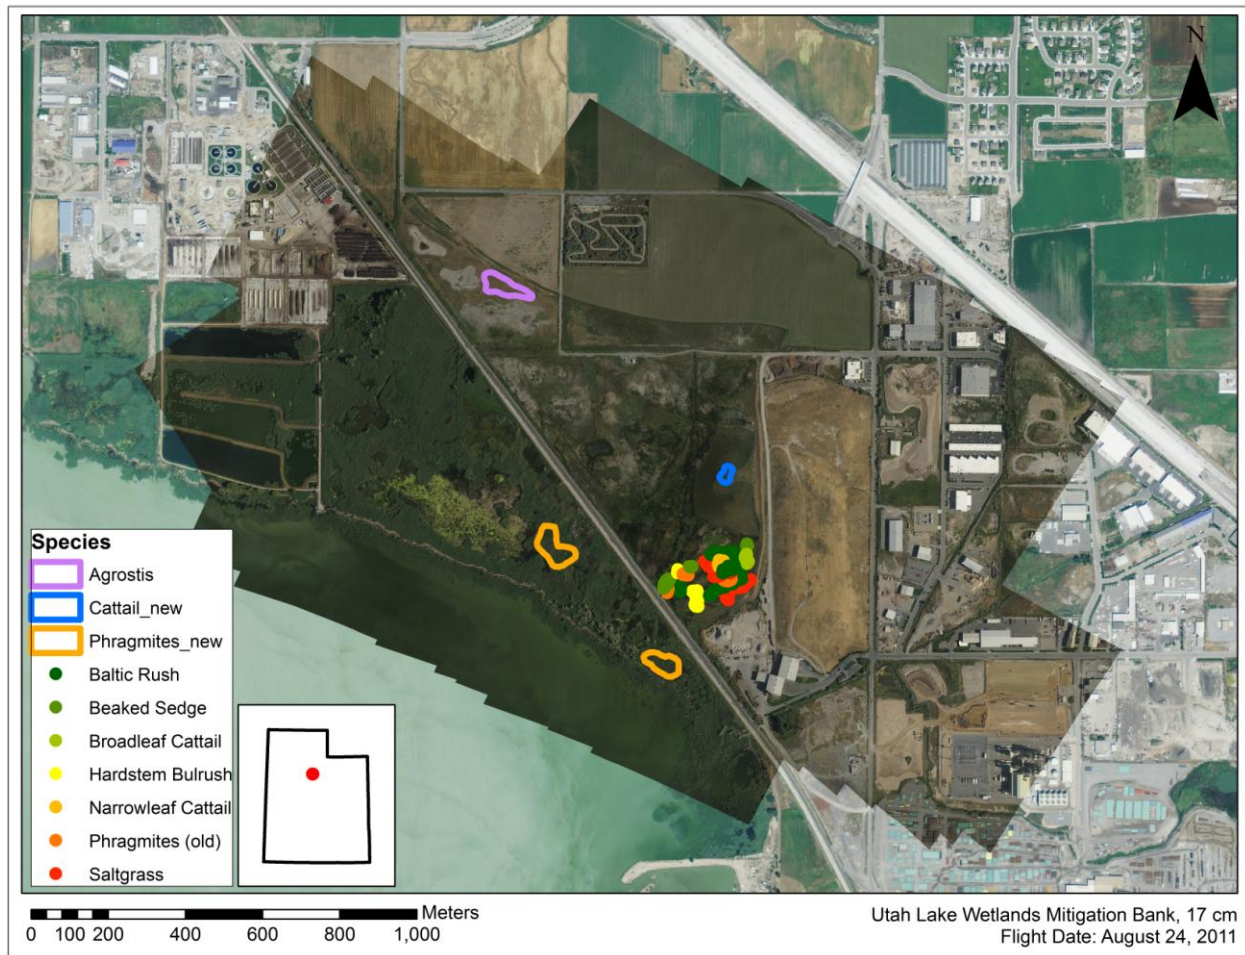 N
Species
Agrostis
Cattail_new
Phragmites_new
Baltic Rush
Beaked Sedge
Broadleaf Cattail
Hardstem Bulrush
Narrowleaf Cattail
Phragmites (old)
Saltgrass
Meters
0 100 200 400 600 800 1,000
Utah Lake Wetlands Mitigation Bank, 17 cm
Flight Date: August 24, 2011